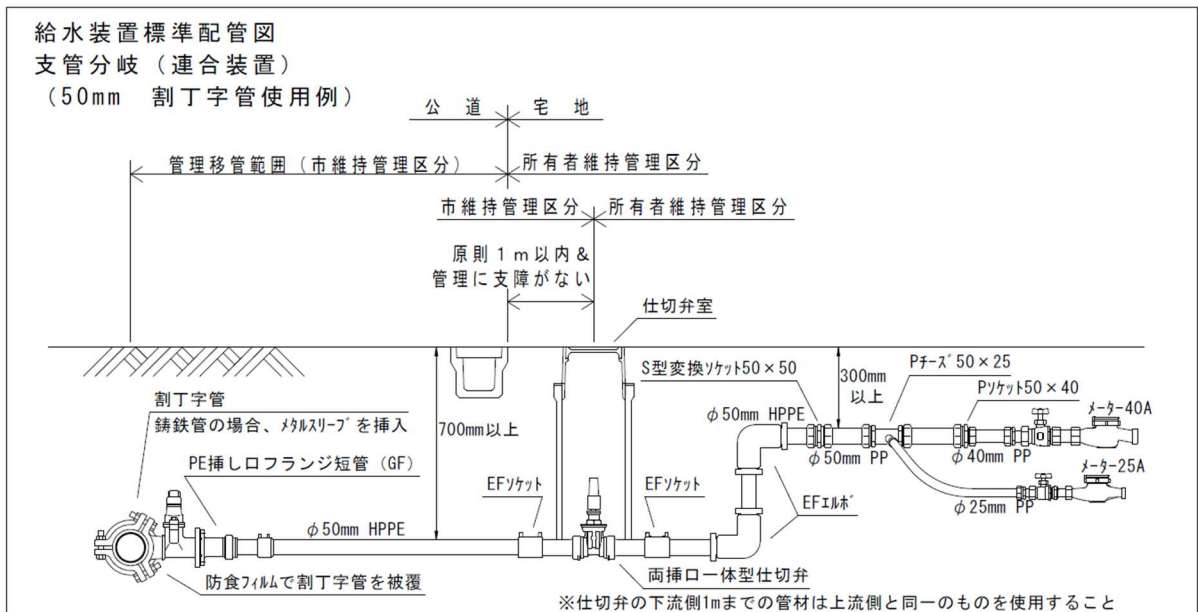 給水装置標準配管図
支管分岐（連合装置）
（50mm　割丁字管使用例）
公　道
宅　地
管理移管範囲（市維持管理区分）
所有者維持管理区分
市維持管理区分
所有者維持管理区分
原則１ｍ以内＆
管理に支障がない
仕切弁室
S型変換ｿｹｯﾄ50×50
300mm
以上
Pﾁｰｽﾞ50×25
Pｿｹｯﾄ50×40
ﾒｰﾀｰ40A
割丁字管
鋳鉄管の場合、ﾒﾀﾙｽﾘｰﾌﾞを挿入
700mm以上
φ50mm HPPE
φ50mm PP
φ40mm PP
PE挿し口フランジ短管（GF）
EFｿｹｯﾄ
EFｿｹｯﾄ
ﾒｰﾀｰ25A
φ25mm PP
EFｴﾙﾎﾞ
φ50mm HPPE
防食ﾌｨﾙﾑで割丁字管を被覆
両挿口一体型仕切弁
※仕切弁の下流側1mまでの管材は上流側と同一のものを使用すること